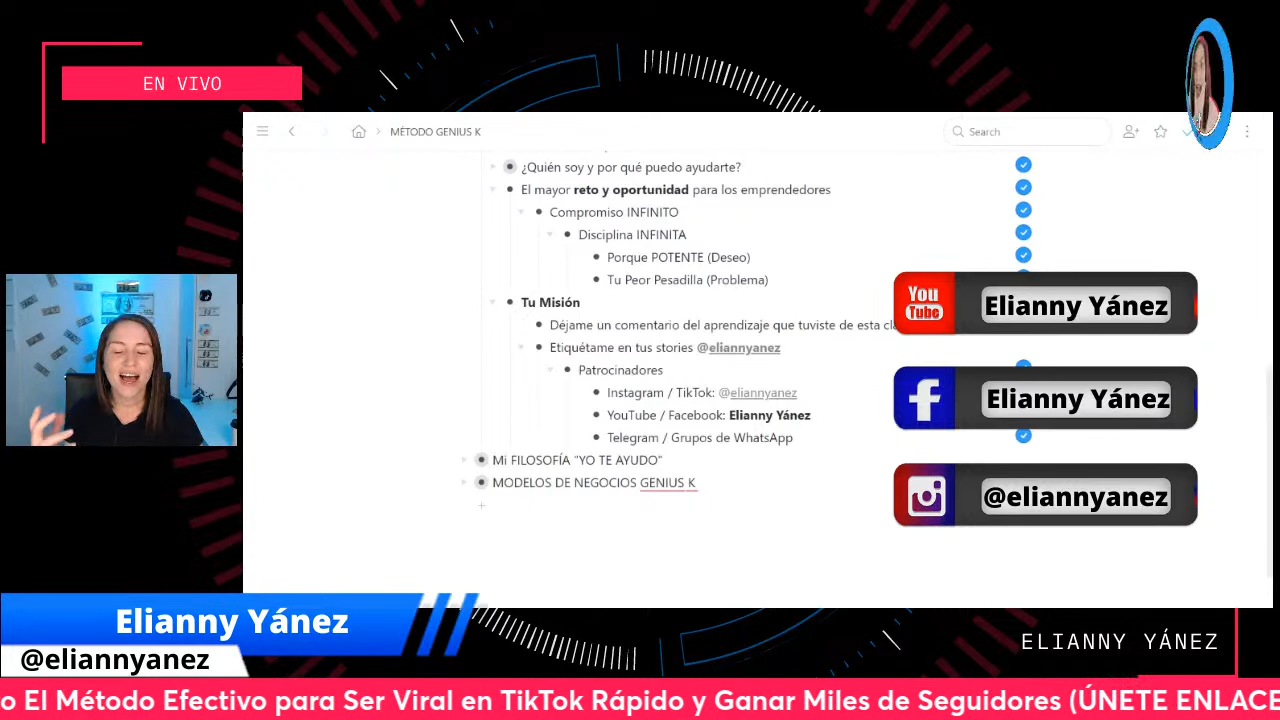 EN VIVO
MÉTODO GENIUS K
Search
¿Quién soy y por qué puedo ayudarte?
El mayor reto y oportunidad para los emprendedores
Compromiso INFINITO
Disciplina INFINITA
Porque POTENTE (Deseo)
Tu Peor Pesadilla (Problema)
Tu Misión
Déjame un comentario del aprendizaje que tuviste de esta
Etiquétame en tus stories @eliannyanez
Patrocinadores
Instagram / TikTok: @eliannyanez
YouTube / Facebook: Elianny Yánez
Telegram / Grupos de WhatsApp
Mi FILOSOFÍA "YO TE AYUDO"
MODELOS DE NEGOCIOS GENIUS K
You
Tube
Elianny Yánez
Elianny Yánez
@eliannyanez
Elianny Yánez
@eliannyanez
ELIANNY YÁNEZ
o El Método Efectivo para Ser Viral en TikTok Rápido y Ganar Miles de Seguidores (ÚNETE ENLACE